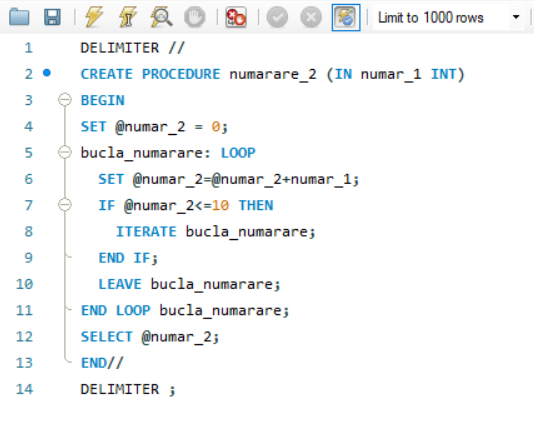 Limit to 1000 rows
1 DELIMITER //
2 CREATE PROCEDURE numarare_2 (IN numar_1 INT)
3 BEGIN
4 SET @numar_2 = 0;
5 bucla_numarare: LOOP
6 SET @numar_2=@numar_2+numar_1;
7 IF @numar_2<=10 THEN
8 ITERATE bucla_numarare;
9 END IF;
10 LEAVE bucla_numarare;
11 END LOOP bucla_numarare;
12 SELECT @numar_2;
13 END//
14 DELIMITER ;